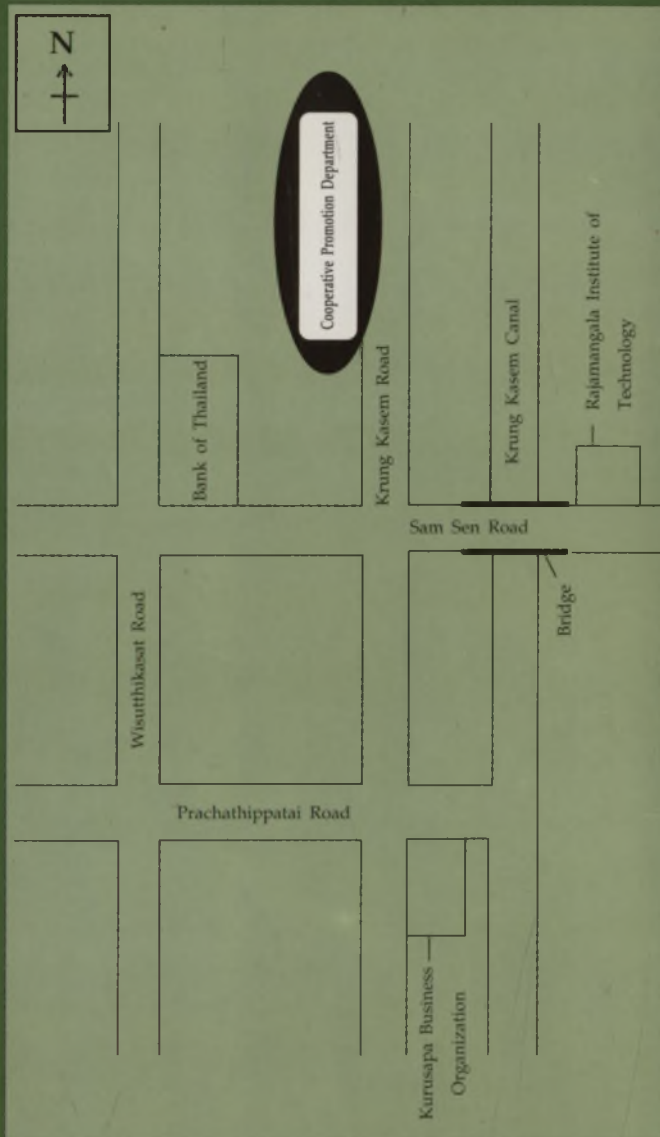 N
Cooperative Promotion Department
Bank of Thailand
Krung Kasem Road
Krung Kasem Canal
Rajamangala Institute of
Technology
Sam Sen Road
Bridge
Wisutthikasat Road
Prachathippatai Road
Kurusapa Business
Organization